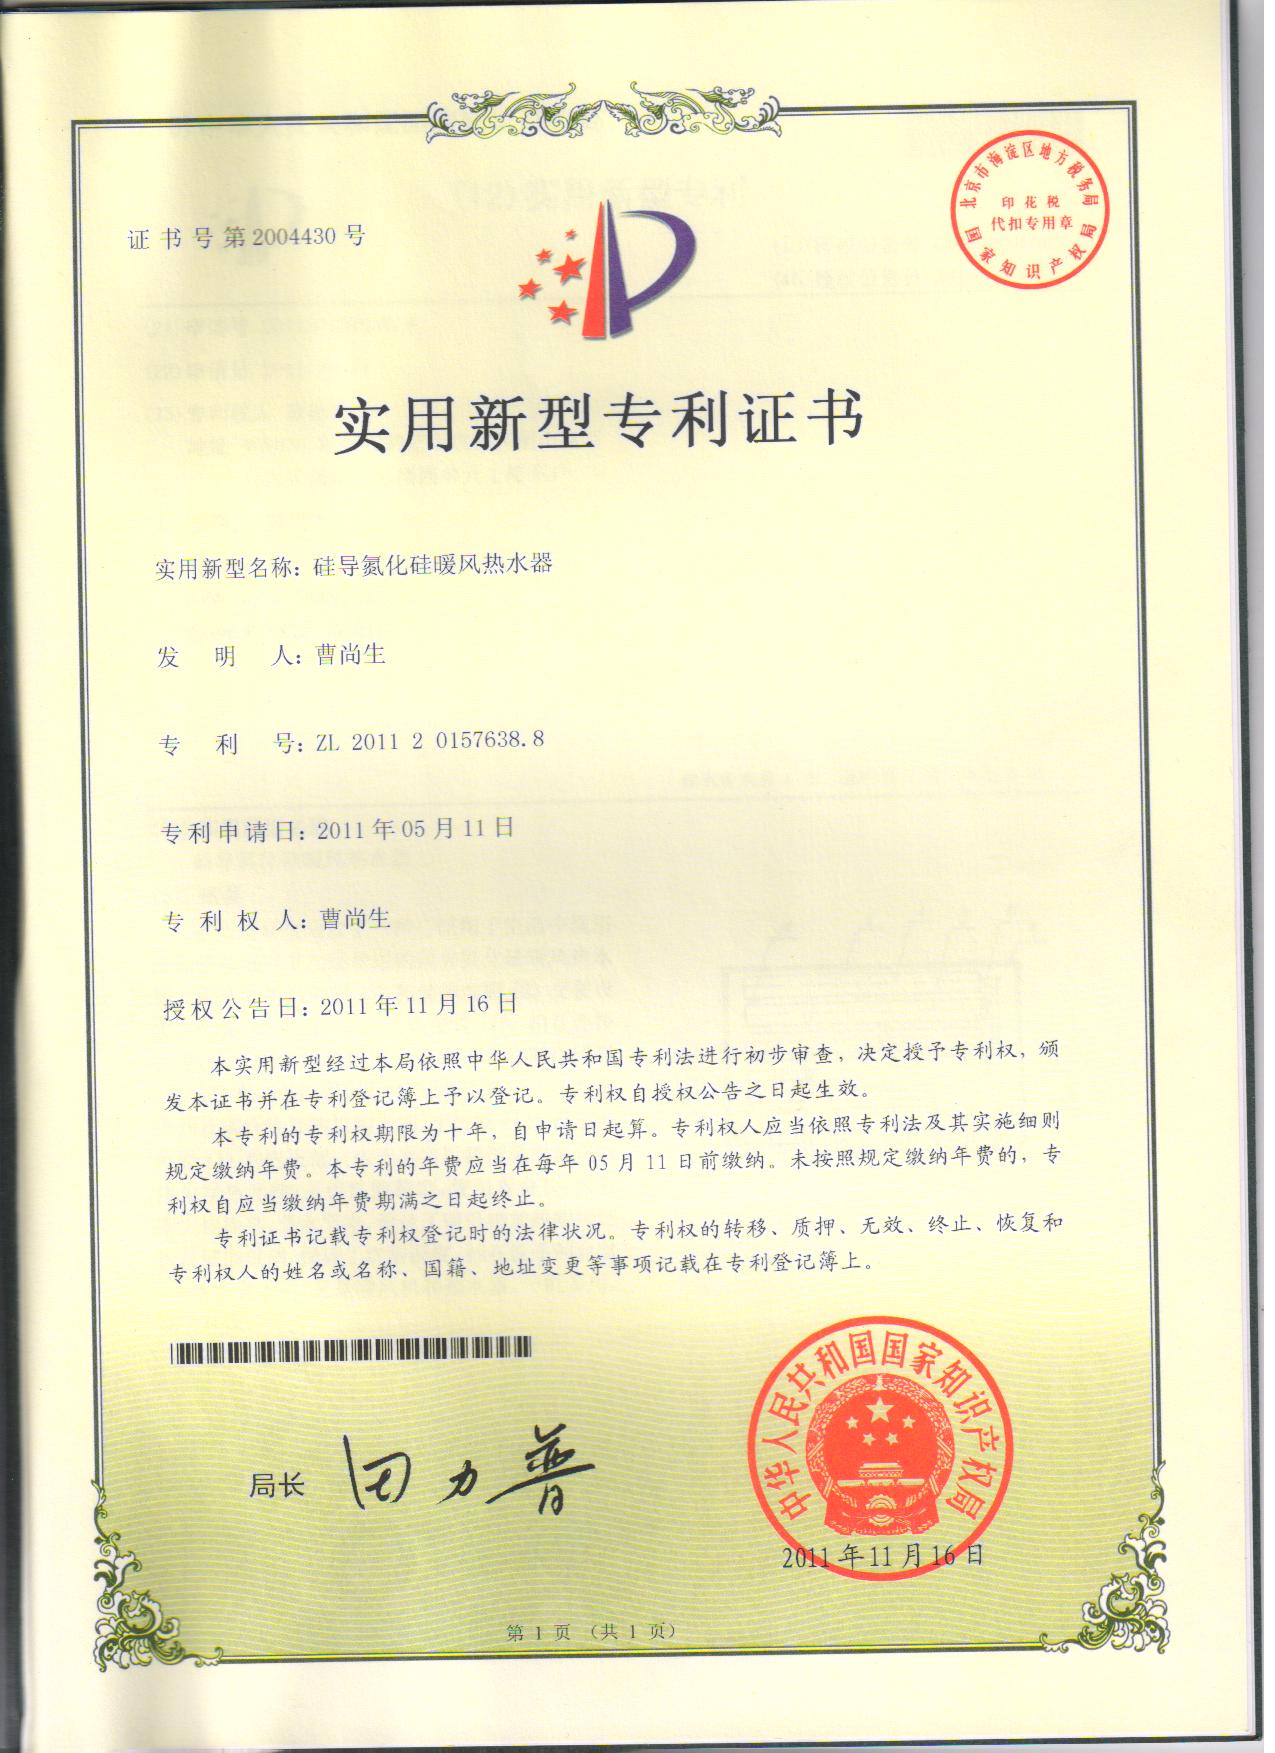 证书号第2004430号
北京市海淀区地方税务局
印花税
代扣专用章
国家知识产权局
实用新型专利证书
实用新型名称：硅导氮化硅暖风热水器
发明人：曹尚生
专利号：ZL 2011 2 0157638.8
专利申请日：2011年05月11日
专利权人：曹尚生
授权公告日：2011年11月16日
本实用新型经过本局依照中华人民共和国专利法进行初步审查，决定授予专利权，颁
发本证书并在专利登记簿上予以登记。专利权自授权公告之日起生效。
本专利的专利权期限为十年，自申请日起算。专利权人应当依照专利法及其实施细则
规定缴纳年费。本专利的年费应当在每年05月11日前缴纳。未按照规定缴纳年费的，专
利权自应当缴纳年费期满之日起终止。
专利证书记载专利权登记时的法律状况。专利权的转移、质押、无效、终止、恢复和
专利权人的姓名或名称、国籍、地址变更等事项记载在专利登记簿上。
局长 田力普
中华人民共和国国家知识产权局
2011年11月16日
第 1 页 （共 1 页）